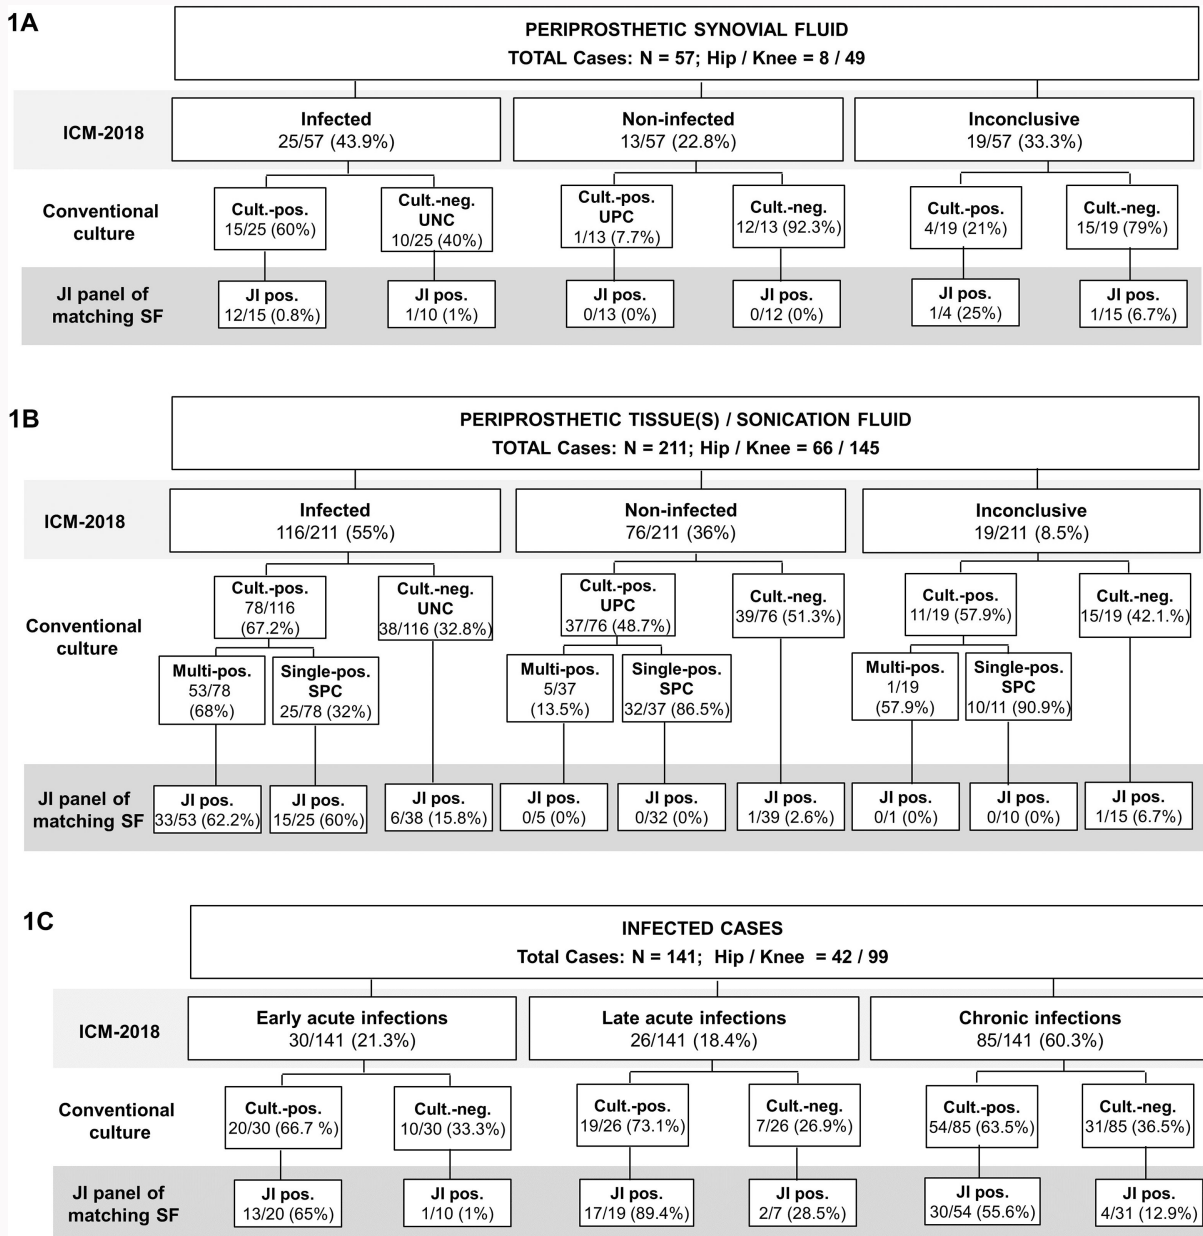 1A
PERIPROSTHETIC SYNOVIAL FLUID
TOTAL Cases: N = 57; Hip / Knee = 8 / 49
ICM-2018
Infected
25/57 (43.9%)
Non-infected
13/57 (22.8%)
Inconclusive
19/57 (33.3%)
Conventional
culture
Cult.-pos.
15/25 (60%)
Cult.-neg.
UNC
10/25 (40%)
Cult.-pos.
UPC
1/13 (7.7%)
Cult.-neg.
12/13 (92.3%)
Cult.-pos.
4/19 (21%)
Cult.-neg.
15/19 (79%)
JI panel of
matching SF
JI pos.
12/15 (0.8%)
JI pos.
1/10 (1%)
JI pos.
0/13 (0%)
JI pos.
0/12 (0%)
JI pos.
1/4 (25%)
JI pos.
1/15 (6.7%)
1B
PERIPROSTHETIC TISSUE(S) / SONICATION FLUID
TOTAL Cases: N = 211; Hip / Knee = 66 / 145
ICM-2018
Infected
116/211 (55%)
Non-infected
76/211 (36%)
Inconclusive
19/211 (8.5%)
Conventional
culture
Cult.-pos.
78/116
(67.2%)
Cult.-neg.
UNC
38/116 (32.8%)
Cult.-pos.
UPC
37/76 (48.7%)
Cult.-neg.
39/76 (51.3%)
Cult.-pos.
11/19 (57.9%)
Cult.-neg.
15/19 (42.1.%)
Multi-pos.
53/78
(68%)
Single-pos.
SPC
25/78 (32%)
Multi-pos.
5/37
(13.5%)
Single-pos.
SPC
32/37 (86.5%)
Multi-pos.
1/19
(57.9%)
Single-pos.
SPC
10/11 (90.9%)
JI panel of
matching SF
JI pos.
33/53 (62.2%)
JI pos.
15/25 (60%)
JI pos.
6/38 (15.8%)
JI pos.
0/5 (0%)
JI pos.
0/32 (0%)
JI pos.
1/39 (2.6%)
JI pos.
0/1 (0%)
JI pos.
0/10 (0%)
JI pos.
1/15 (6.7%)
1C
INFECTED CASES
Total Cases: N = 141; Hip / Knee = 42 / 99
ICM-2018
Early acute infections
30/141 (21.3%)
Late acute infections
26/141 (18.4%)
Chronic infections
85/141 (60.3%)
Conventional
culture
Cult.-pos.
20/30 (66.7 %)
Cult.-neg.
10/30 (33.3%)
Cult.-pos.
19/26 (73.1%)
Cult.-neg.
7/26 (26.9%)
Cult.-pos.
54/85 (63.5%)
Cult.-neg.
31/85 (36.5%)
JI panel of
matching SF
JI pos.
13/20 (65%)
JI pos.
1/10 (1%)
JI pos.
17/19 (89.4%)
JI pos.
2/7 (28.5%)
JI pos.
30/54 (55.6%)
JI pos.
4/31 (12.9%)